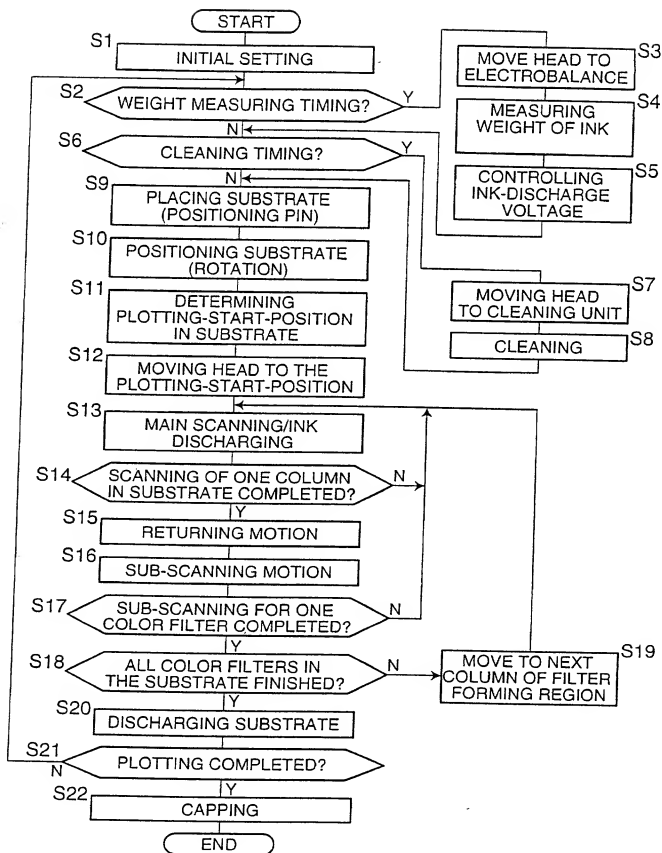 START
S1
INITIAL SETTING
S2
WEIGHT MEASURING TIMING?
Y
N
S3
MOVE HEAD TO
ELECTROBALANCE
S4
MEASURING
WEIGHT OF INK
S5
CONTROLLING
INK-DISCHARGE
VOLTAGE
S6
CLEANING TIMING?
Y
N
S7
MOVING HEAD
TO CLEANING UNIT
S8
CLEANING
S9
PLACING SUBSTRATE
(POSITIONING PIN)
S10
POSITIONING SUBSTRATE
(ROTATION)
S11
DETERMINING
PLOTTING-START-POSITION
IN SUBSTRATE
S12
MOVING HEAD TO THE
PLOTTING-START-POSITION
S13
MAIN SCANNING/INK
DISCHARGING
S14
SCANNING OF ONE COLUMN
IN SUBSTRATE COMPLETED?
N
Y
S15
RETURNING MOTION
S16
SUB-SCANNING MOTION
S17
SUB-SCANNING FOR ONE
COLOR FILTER COMPLETED?
N
Y
S18
ALL COLOR FILTERS IN
THE SUBSTRATE FINISHED?
N
Y
S19
MOVE TO NEXT
COLUMN OF FILTER
FORMING REGION
S20
DISCHARGING SUBSTRATE
S21
PLOTTING COMPLETED?
N
Y
S22
CAPPING
END